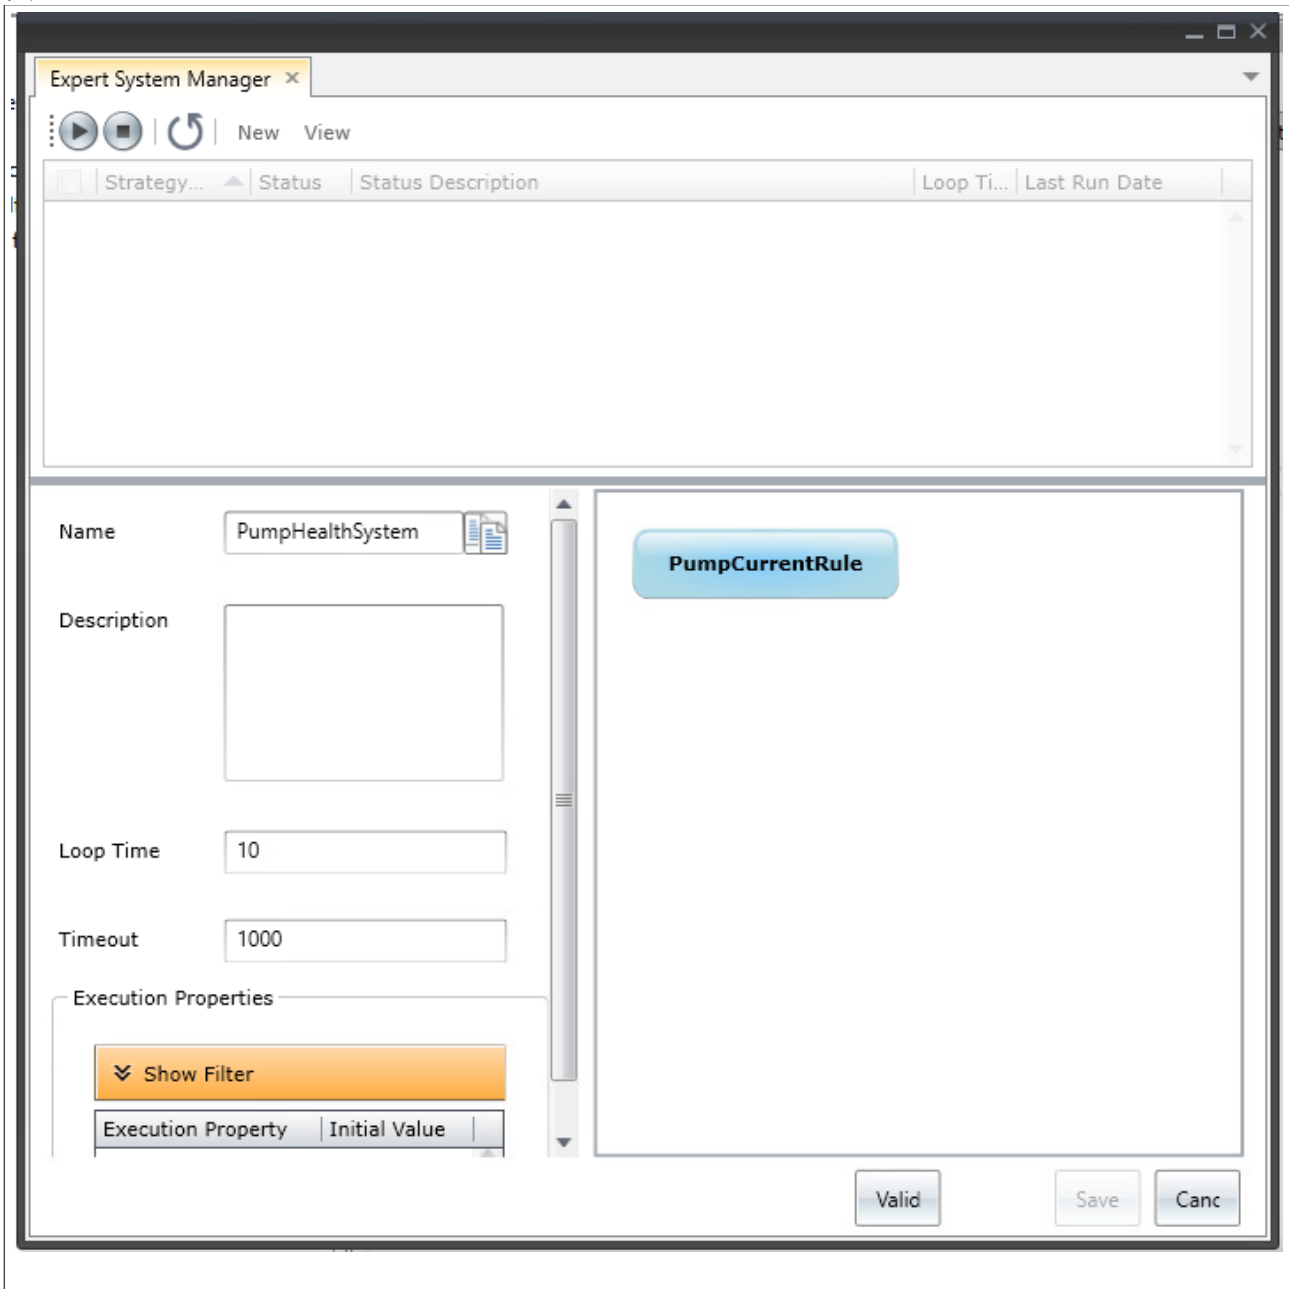 Expert System Manager
New View
Strategy... Status Status Description Loop Ti... Last Run Date
Name PumpHealthSystem
PumpCurrentRule
Description
Loop Time 10
Timeout 1000
Execution Properties
Show Filter
Execution Property Initial Value
Valid Save Canc